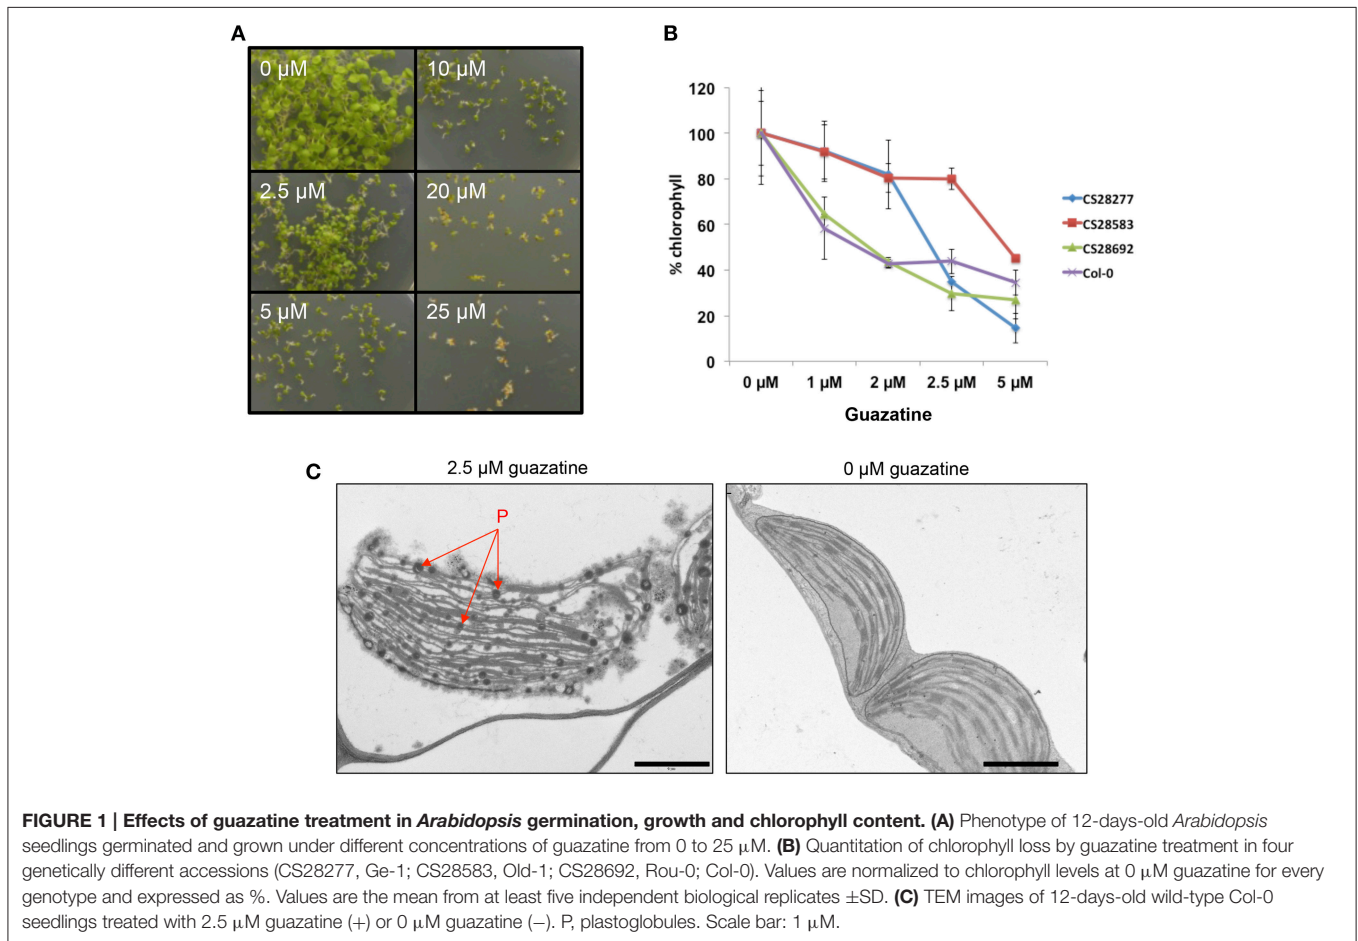 A
0 µM
10 µM
2.5 µM
20 µM
5 µM
25 µM
B
120
100
80
60
40
20
0
% chlorophyll
0 µM 1 µM 2 µM 2.5 µM 5 µM
Guazatine
CS28277
CS28583
CS28692
Col-0
C
2.5 µM guazatine
0 µM guazatine
P
FIGURE 1 | Effects of guazatine treatment in Arabidopsis germination, growth and chlorophyll content. (A) Phenotype of 12-days-old Arabidopsis
seedlings germinated and grown under different concentrations of guazatine from 0 to 25 µM. (B) Quantitation of chlorophyll loss by guazatine treatment in four
genetically different accessions (CS28277, Ge-1; CS28583, Old-1; CS28692, Rou-0; Col-0). Values are normalized to chlorophyll levels at 0 µM guazatine for every
genotype and expressed as %. Values are the mean from at least five independent biological replicates ±SD. (C) TEM images of 12-days-old wild-type Col-0
seedlings treated with 2.5 µM guazatine (+) or 0 µM guazatine (−). P, plastoglobules. Scale bar: 1 µM.